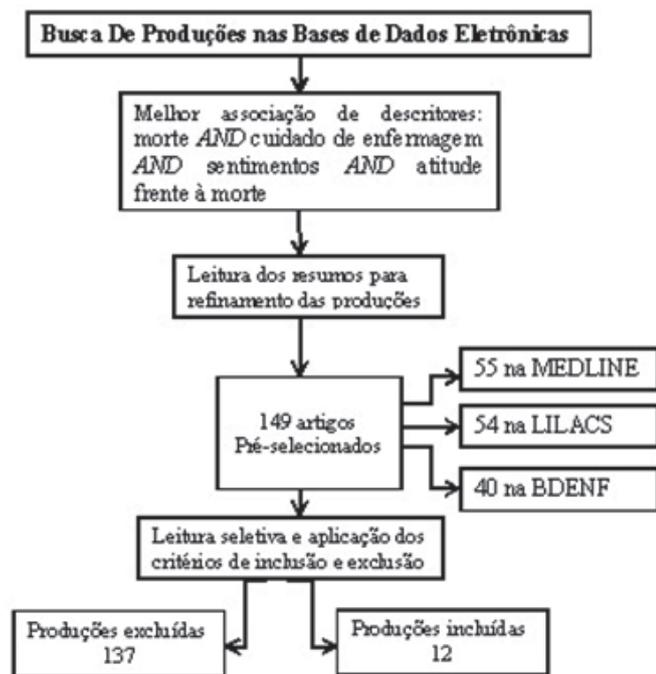 Busca De Produções nas Bases de Dados Eletrônicas
Melhor associação de descritores:
morte AND cuidado de enfermagem
AND sentimentos AND atitude
frente à morte
Leitura dos resumos para
refinamento das produções
149 artigos
Pré-selecionados
55 na MEDLINE
54 na LILACS
40 na BDENF
Leitura seletiva e aplicação dos
critérios de inclusão e exclusão
Produções excluídas
137
Produções incluídas
12